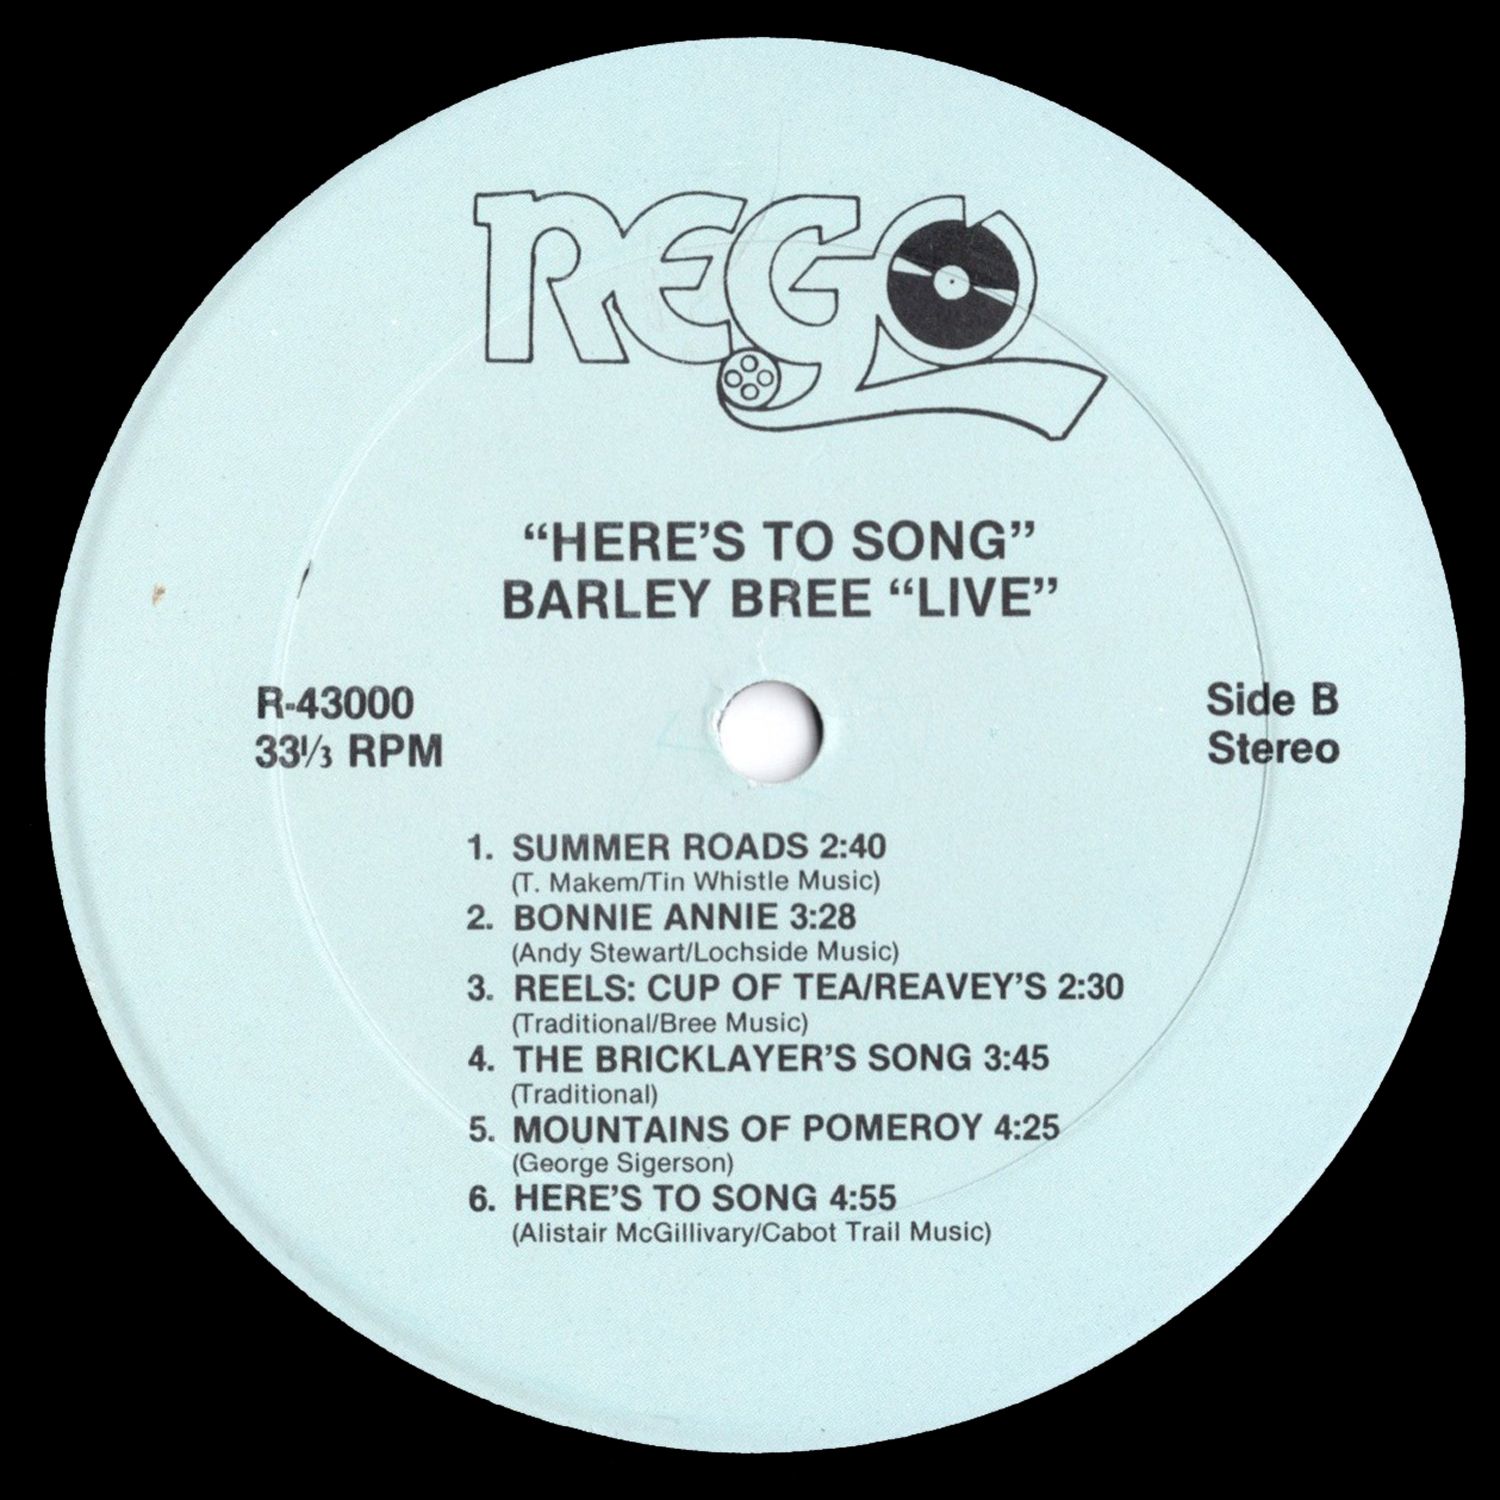 REGO
“HERE’S TO SONG”
BARLEY BREE “LIVE”
R-43000
33⅓ RPM
Side B
Stereo
1. SUMMER ROADS 2:40
(T. Makem/Tin Whistle Music)
2. BONNIE ANNIE 3:28
(Andy Stewart/Lochside Music)
3. REELS: CUP OF TEA/REAVEY’S 2:30
(Traditional/Bree Music)
4. THE BRICKLAYER’S SONG 3:45
(Traditional)
5. MOUNTAINS OF POMEROY 4:25
(George Sigerson)
6. HERE’S TO SONG 4:55
(Alistair McGillivary/Cabot Trail Music)